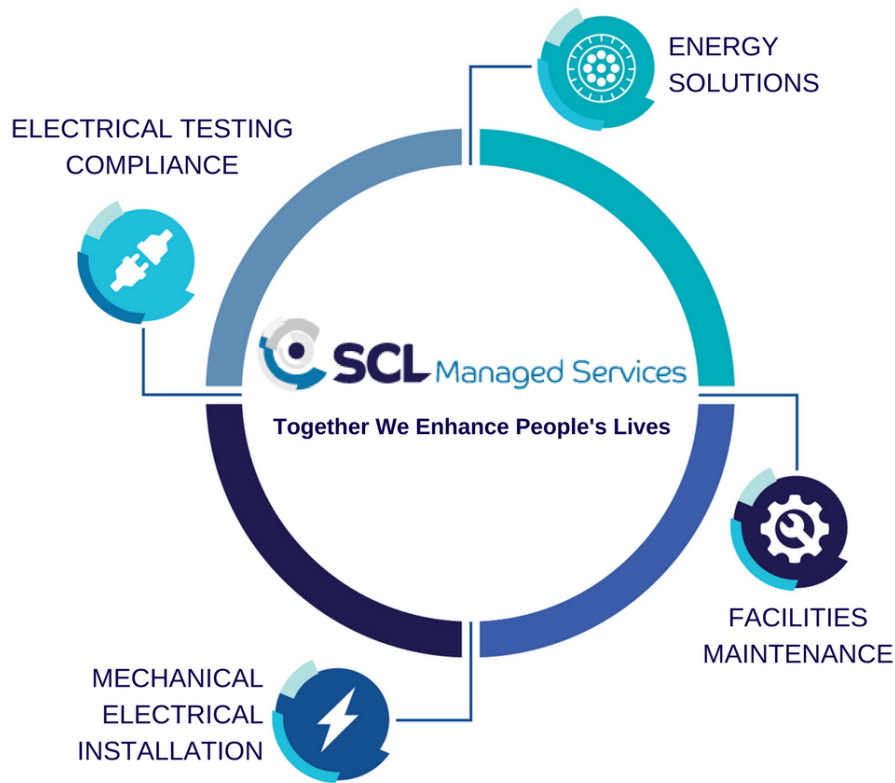 ENERGY
SOLUTIONS
ELECTRICAL TESTING
COMPLIANCE
SCL Managed Services
Together We Enhance People's Lives
FACILITIES
MAINTENANCE
MECHANICAL
ELECTRICAL
INSTALLATION